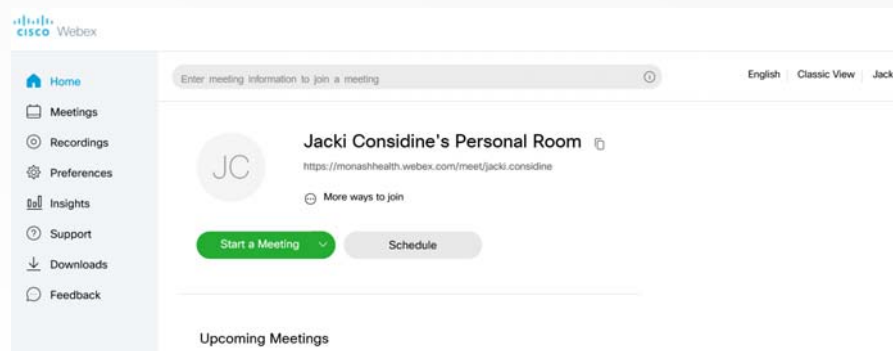 CISCO Webex
Home
Meetings
Recordings
Preferences
Insights
Support
Downloads
Feedback
Enter meeting information to join a meeting
English Classic View Jack
JC
Jacki Considine's Personal Room
https://monashhealth.webex.com/meet/jacki.considine
More ways to join
Start a Meeting Schedule
Upcoming Meetings